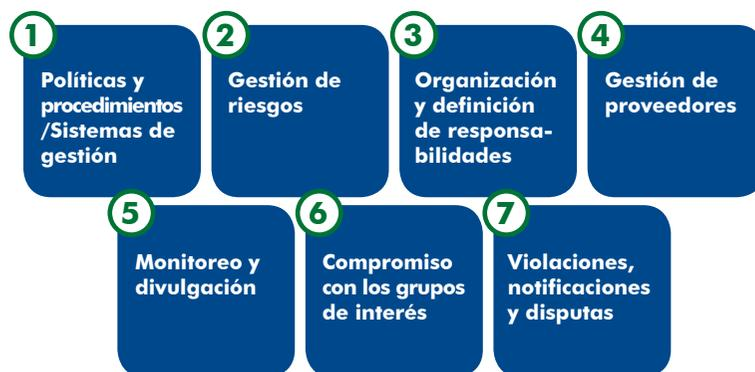 1
Políticas y
procedimientos
/Sistemas de
gestión
2
Gestión de
riesgos
3
Organización
y definición
de responsa-
bilidades
4
Gestión de
proveedores
5
Monitoreo y
divulgación
6
Compromiso
con los grupos
de interés
7
Violaciones,
notificaciones
y disputas